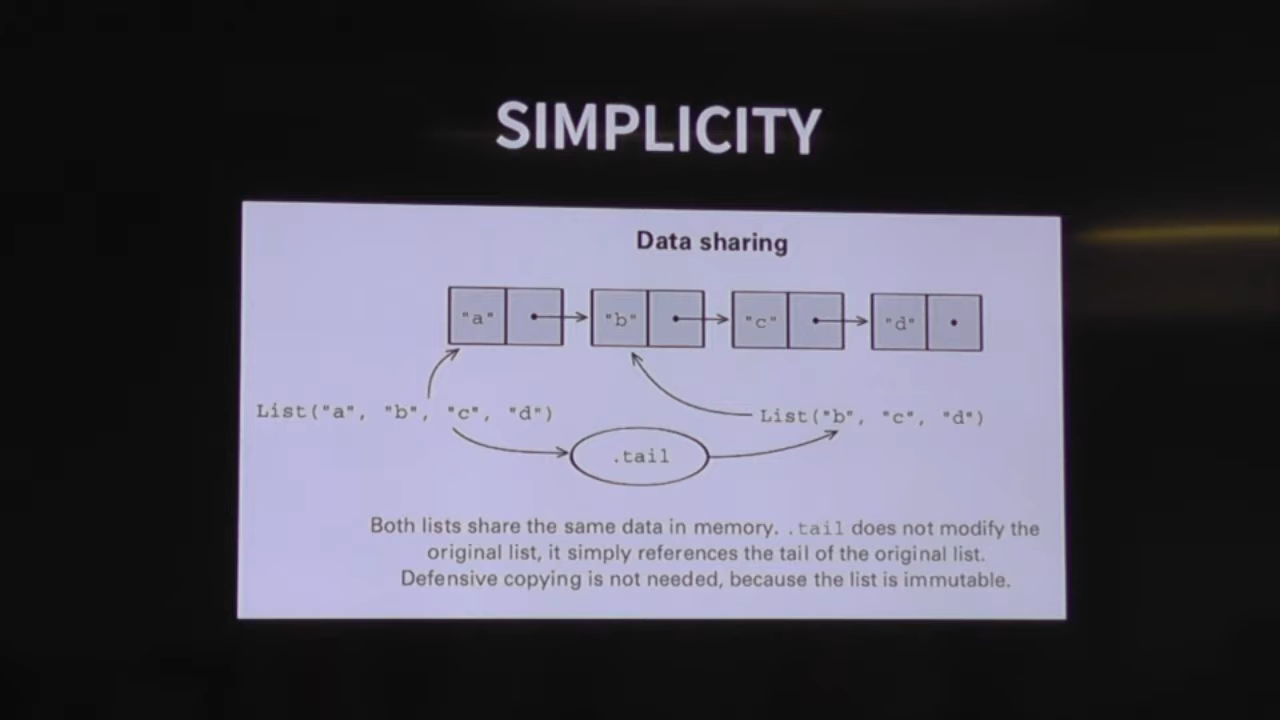 SIMPLICITY
Data sharing
"a" "b" "c" "d"
List("a", "b", "c", "d")
List("b", "c", "d")
.tail
Both lists share the same data in memory. .tail does not modify the
original list, it simply references the tail of the original list.
Defensive copying is not needed, because the list is immutable.